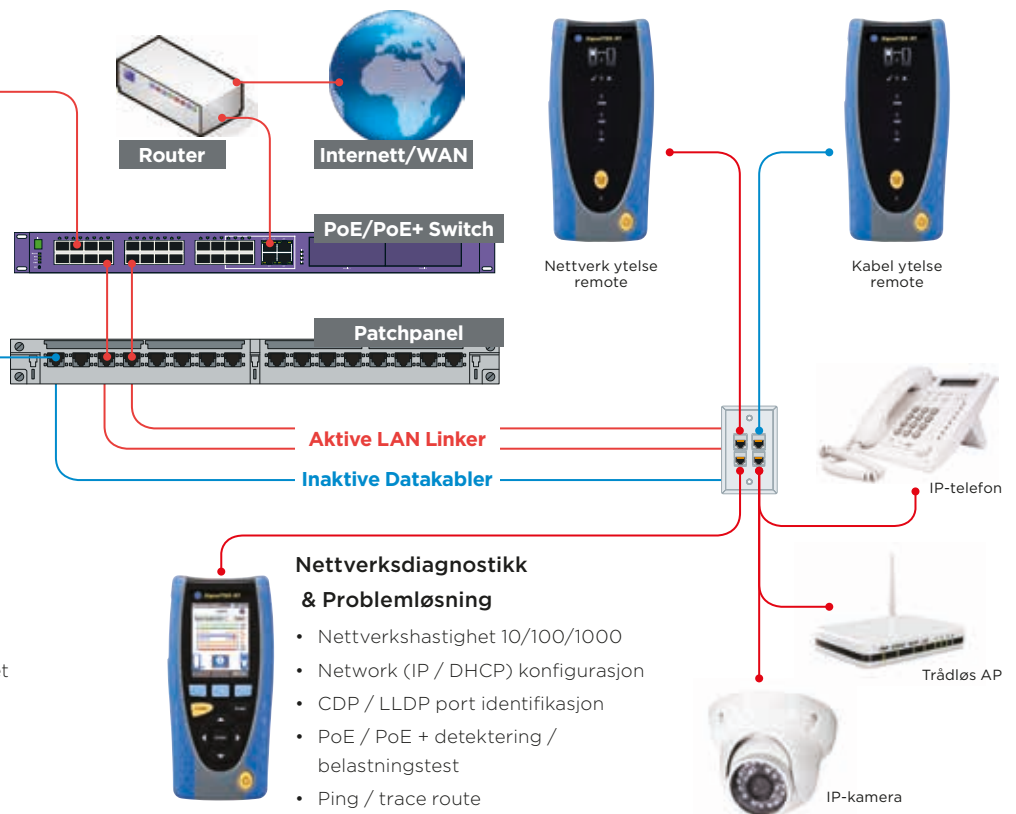 Router
Internett/WAN
PoE/PoE+ Switch
Nettverk ytelse
remote
Kabel ytelse
remote
Patchpanel
Aktive LAN Linker
Inaktive Datakabler
IP-telefon
Nettverksdiagnostikk
& Problemløsning
• Nettverkshastighet 10/100/1000
• Network (IP / DHCP) konfigurasjon
• CDP / LLDP port identifikasjon
• PoE / PoE + detektering /
belastningstest
• Ping / trace route
et
Trådløs AP
IP-kamera